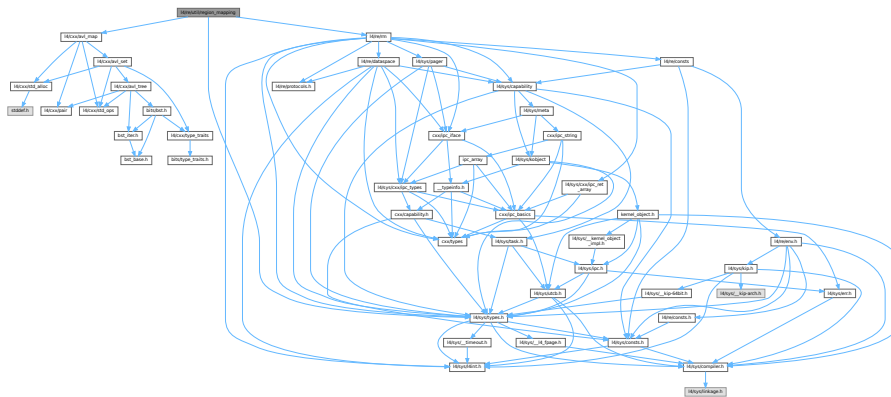 l4/re/util/region_mapping
l4/cxx/avl_map
l4/re/rm
l4/cxx/avl_set
l4/re/dataspace
l4/sys/pager
l4/re/consts
l4/cxx/std_alloc
l4/cxx/avl_tree
l4/re/protocols.h
l4/sys/capability
stddef.h
l4/cxx/pair
l4/cxx/std_ops
bits/bst.h
l4/sys/meta
bst_iter.h
l4/cxx/type_traits
cxx/ipc_iface
cxx/ipc_string
bst_base.h
bits/type_traits.h
ipc_array
l4/sys/kobject
l4/sys/cxx/ipc_types
__typeinfo.h
l4/sys/cxx/ipc_ret
_array
cxx/capability.h
cxx/ipc_basics
kernel_object.h
cxx/types
l4/sys/task.h
l4/sys/__kernel_object
_impl.h
l4/re/env.h
l4/sys/ipc.h
l4/sys/kip.h
l4/sys/utcb.h
l4/sys/__kip-64bit.h
l4/sys/__kip-arch.h
l4/sys/err.h
l4/sys/types.h
l4/re/consts.h
l4/sys/__timeout.h
l4/sys/__l4_fpage.h
l4/sys/consts.h
l4/sys/l4int.h
l4/sys/compiler.h
l4/sys/linkage.h